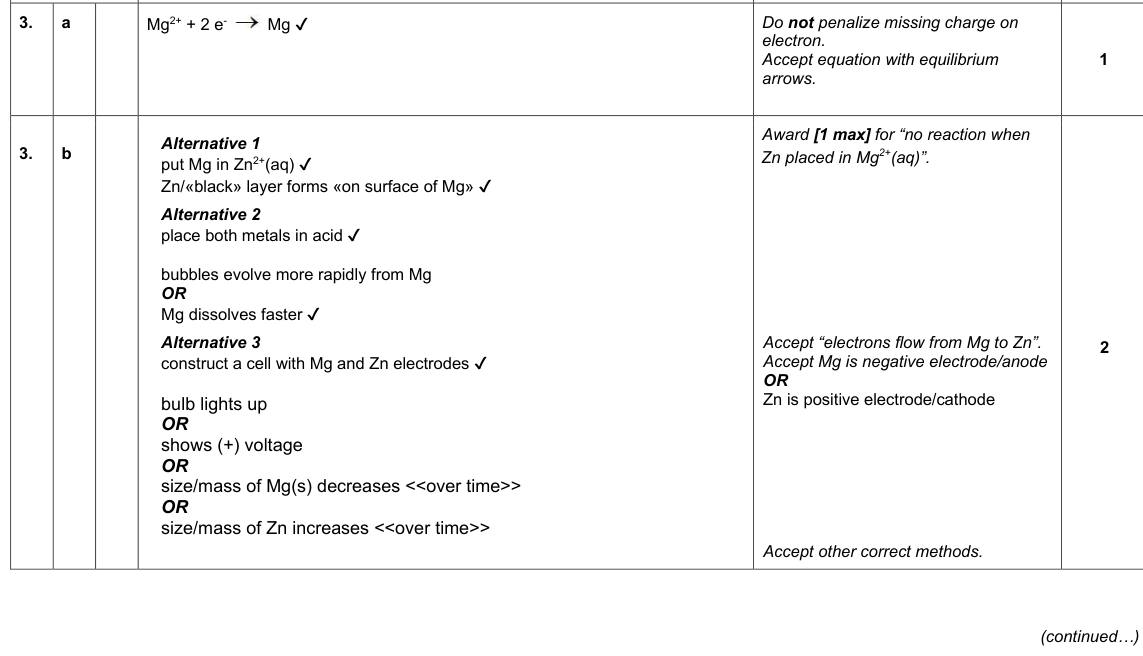 3. a Mg²⁺ + 2 e⁻ → Mg ✓
Do not penalize missing charge on
electron.
Accept equation with equilibrium
arrows.
1
3. b
Alternative 1
put Mg in Zn²⁺(aq) ✓
Zn/«black» layer forms «on surface of Mg» ✓
Alternative 2
place both metals in acid ✓
bubbles evolve more rapidly from Mg
OR
Mg dissolves faster ✓
Alternative 3
construct a cell with Mg and Zn electrodes ✓
bulb lights up
OR
shows (+) voltage
OR
size/mass of Mg(s) decreases <<over time>>
OR
size/mass of Zn increases <<over time>>
Award [1 max] for “no reaction when
Zn placed in Mg²⁺(aq)”.
Accept “electrons flow from Mg to Zn”.
Accept Mg is negative electrode/anode
OR
Zn is positive electrode/cathode
Accept other correct methods.
2
(continued…)